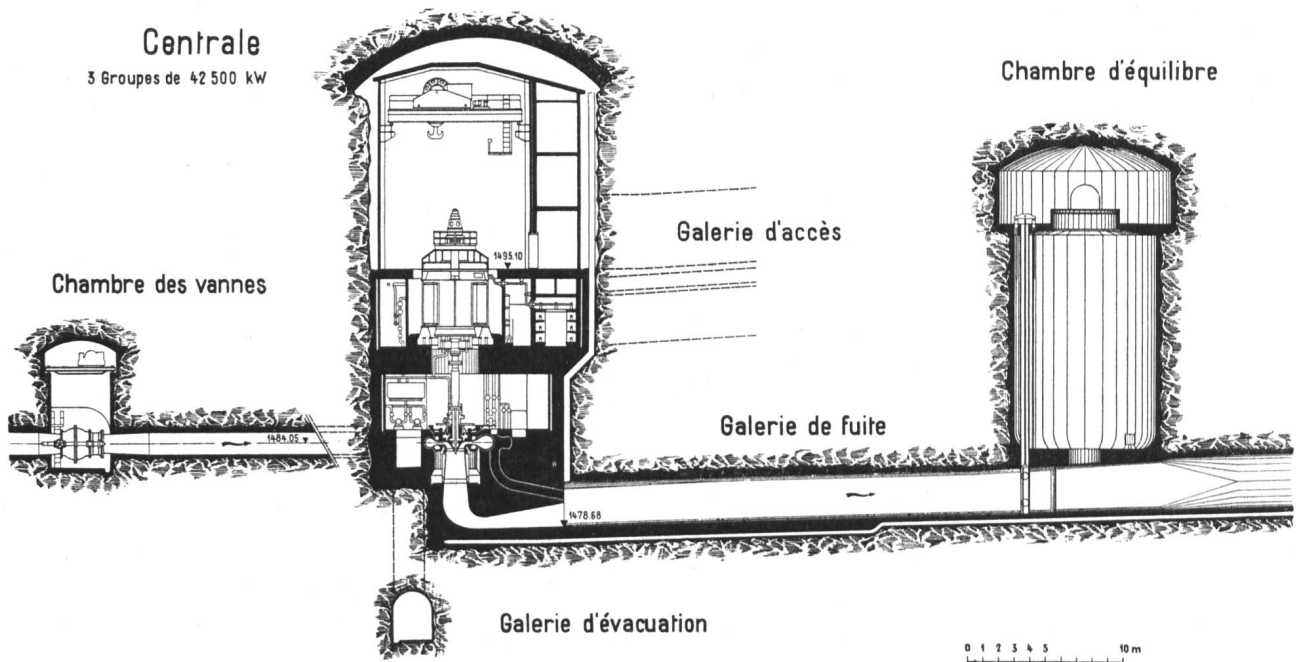 Centrale
3 Groupes de 42 500 kW
Chambre d'équilibre
Galerie d'accès
1495.10
Chambre des vannes
Galerie de fuite
1484.05
1478.68
Galerie d'évacuation
0 1 2 3 4 5 10 m